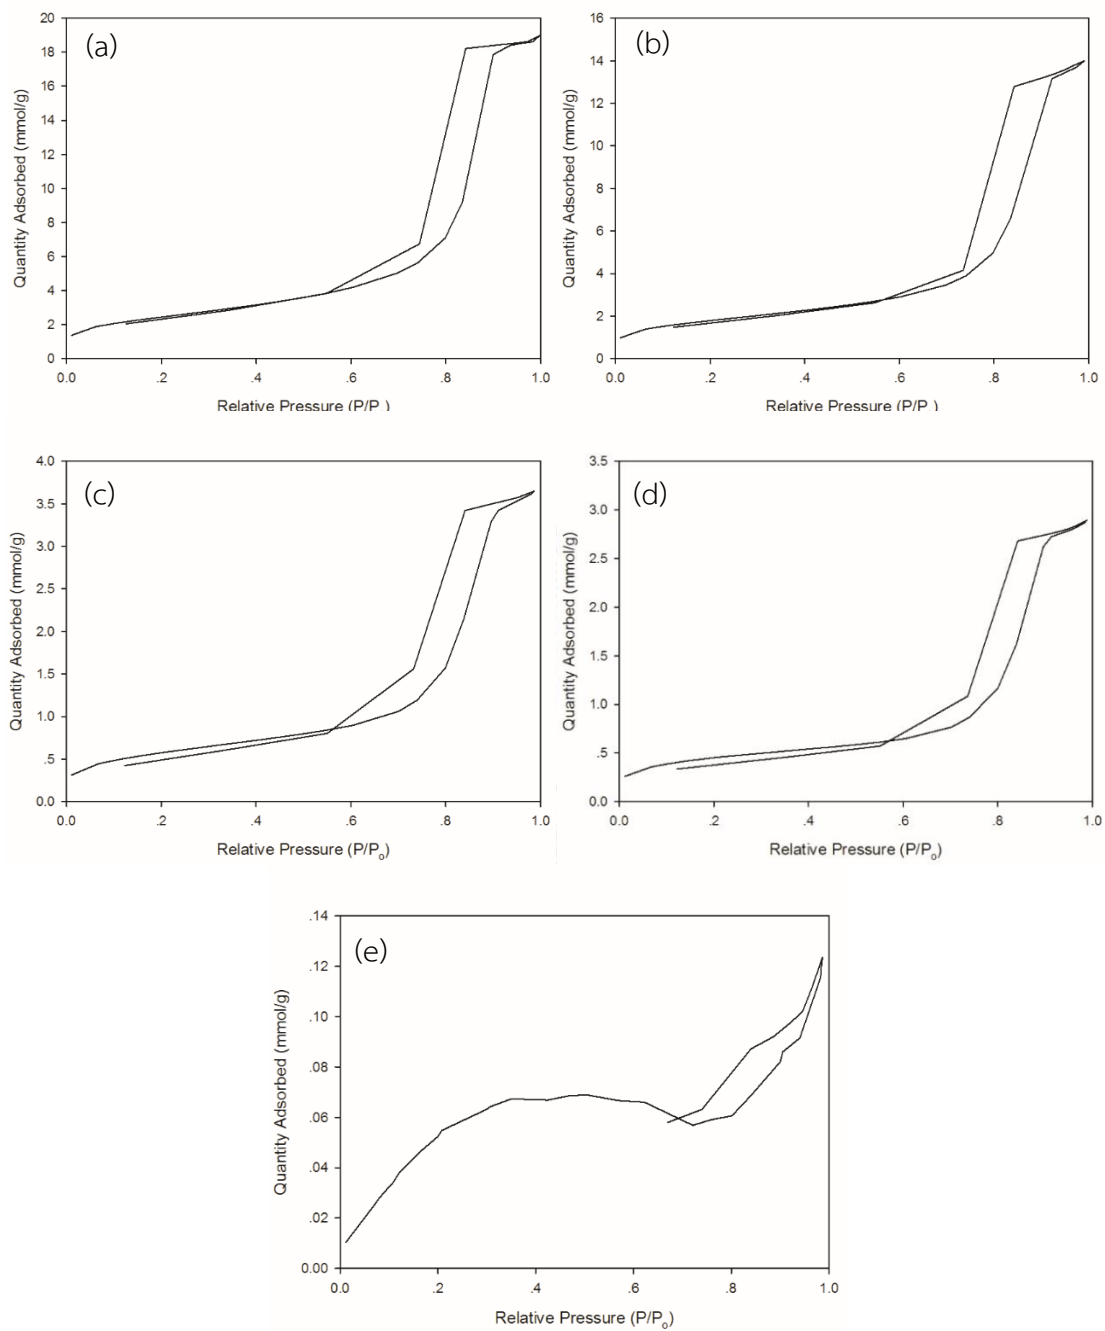 (a)
20
18
16
14
12
10
8
6
4
2
0
Quantity Adsorbed (mmol/g)
0.0 .2 .4 .6 .8 1.0
Relative Pressure (P/P )
(b)
16
14
12
10
8
6
4
2
0
Quantity Adsorbed (mmol/g)
0.0 .2 .4 .6 .8 1.0
Relative Pressure (P/P )
(c)
4.0
3.5
3.0
2.5
2.0
1.5
1.0
.5
0.0
Quantity Adsorbed (mmol/g)
0.0 .2 .4 .6 .8 1.0
Relative Pressure (P/Po)
(d)
3.5
3.0
2.5
2.0
1.5
1.0
.5
0.0
Quantity Adsorbed (mmol/g)
0.0 .2 .4 .6 .8 1.0
Relative Pressure (P/Po)
(e)
.14
.12
.10
.08
.06
.04
.02
0.00
Quantity Adsorbed (mmol/g)
0.0 .2 .4 .6 .8 1.0
Relative Pressure (P/Po)